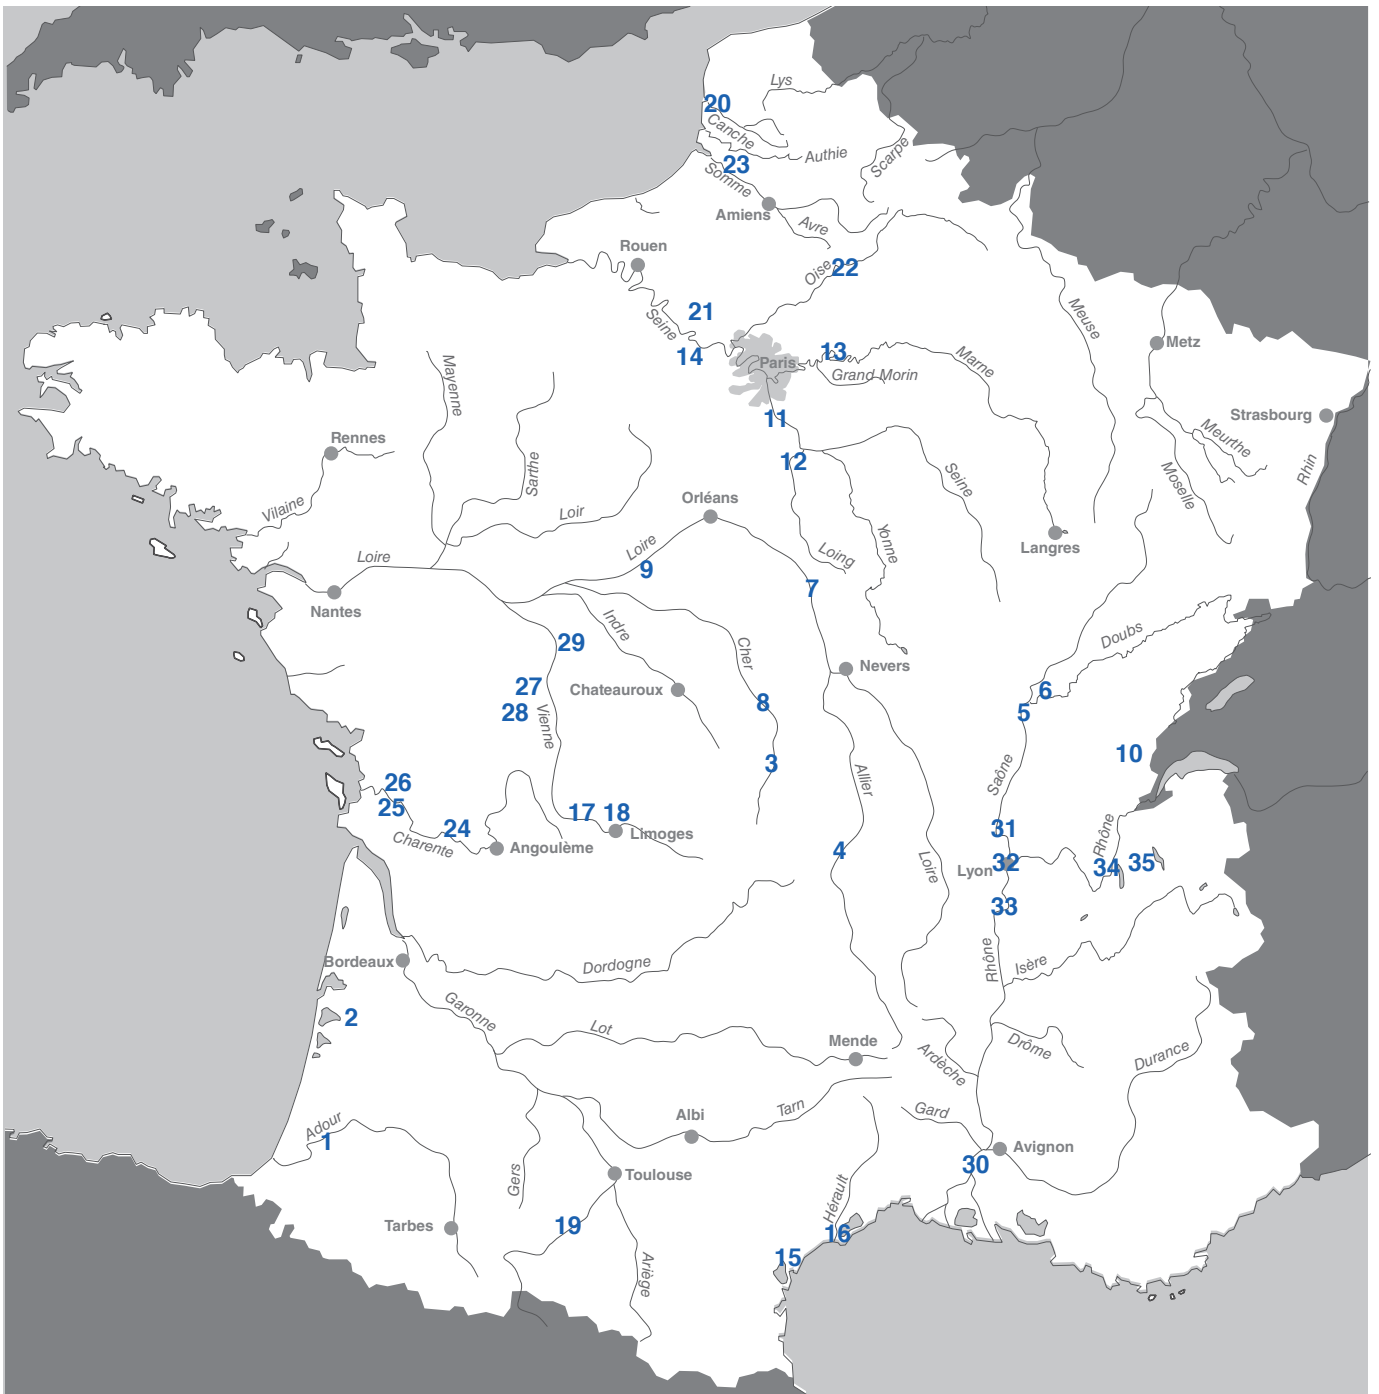 Lys
20
Canche
Authie
Scarpe
23
Somme
Amiens
Avre
Rouen
Oise
22
21
Seine
14
Paris
13
Grand Morin
Marne
Meuse
Metz
Mayenne
11
Strasbourg
Meurthe
Rennes
12
Sarthe
Seine
Moselle
Rhin
Vilaine
Orléans
Loir
Loire
Loire
9
Loing
Yonne
Langres
7
Nantes
Indre
29
Cher
Doubs
Nevers
27
Chateauroux
6
28
8
5
Vienne
10
3
26
Allier
Saône
25
17
18
24
31
Limoges
Charente
Angoulême
4
Rhône
Loire
Lyon
32
34
35
33
Bordeaux
Dordogne
Rhône
Isère
Garonne
2
Lot
Mende
Drôme
Ardèche
Durance
Adour
1
Albi
Tarn
Gard
Avignon
30
Gers
Toulouse
Hérault
Tarbes
19
16
15
Ariège